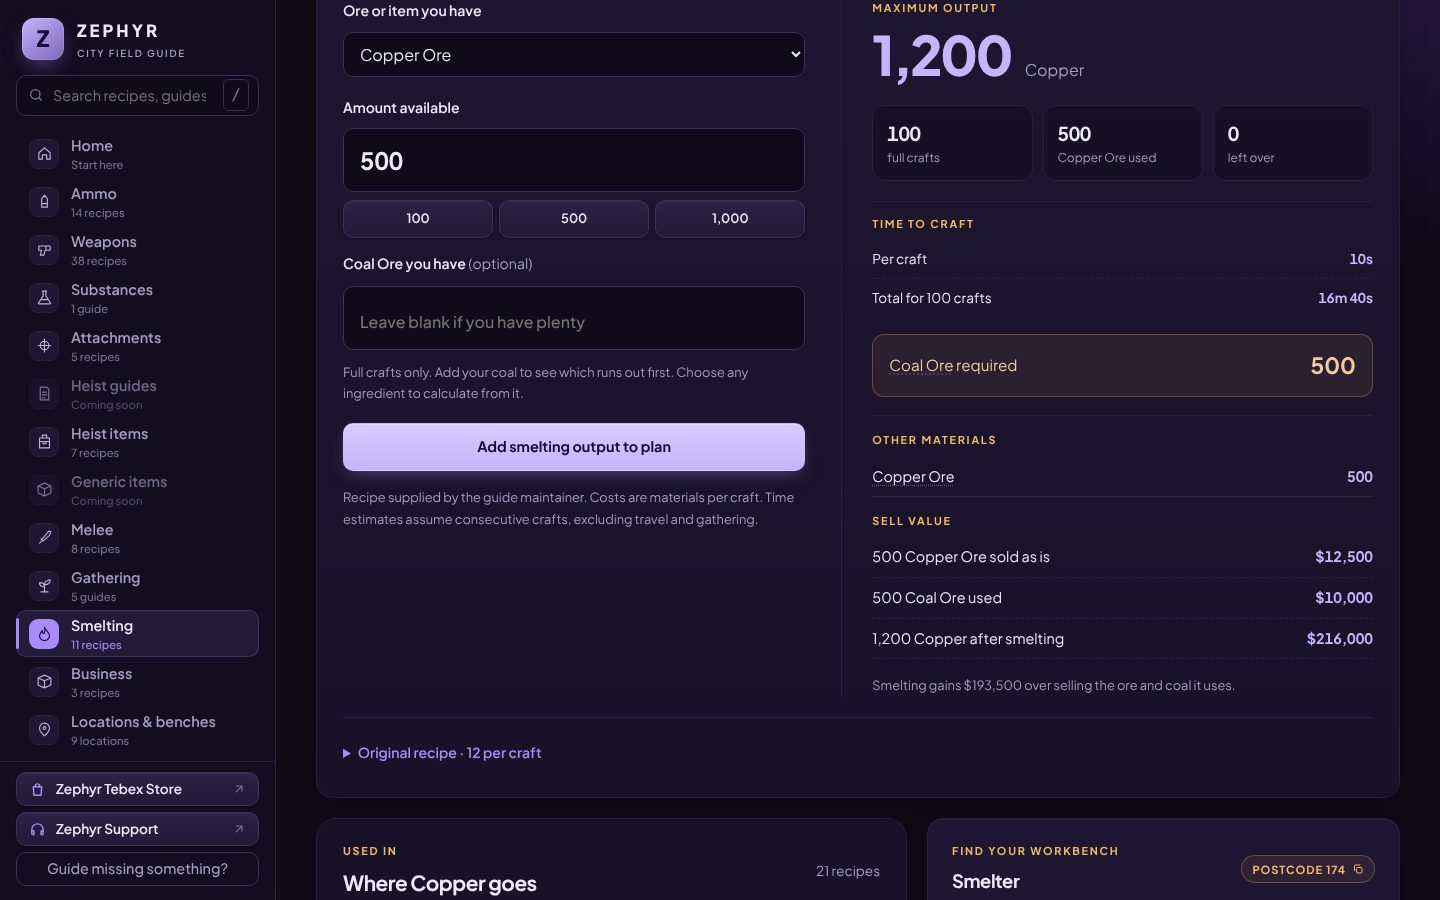 Z
ZEPHYR
CITY FIELD GUIDE
Search recipes, guides
/
Home
Start here
Ammo
14 recipes
Weapons
38 recipes
Substances
1 guide
Attachments
5 recipes
Heist guides
Coming soon
Heist items
7 recipes
Generic items
Coming soon
Melee
8 recipes
Gathering
5 guides
Smelting
11 recipes
Business
3 recipes
Locations & benches
9 locations
Zephyr Tebex Store
Zephyr Support
Guide missing something?
Ore or item you have
Copper Ore
Amount available
500
100
500
1,000
Coal Ore you have (optional)
Leave blank if you have plenty
Full crafts only. Add your coal to see which runs out first. Choose any
ingredient to calculate from it.
Add smelting output to plan
Recipe supplied by the guide maintainer. Costs are materials per craft. Time
estimates assume consecutive crafts, excluding travel and gathering.
MAXIMUM OUTPUT
1,200 Copper
100
full crafts
500
Copper Ore used
0
left over
TIME TO CRAFT
Per craft 10s
Total for 100 crafts 16m 40s
Coal Ore required 500
OTHER MATERIALS
Copper Ore 500
SELL VALUE
500 Copper Ore sold as is $12,500
500 Coal Ore used $10,000
1,200 Copper after smelting $216,000
Smelting gains $193,500 over selling the ore and coal it uses.
Original recipe · 12 per craft
USED IN
Where Copper goes
21 recipes
FIND YOUR WORKBENCH
Smelter
POSTCODE 174